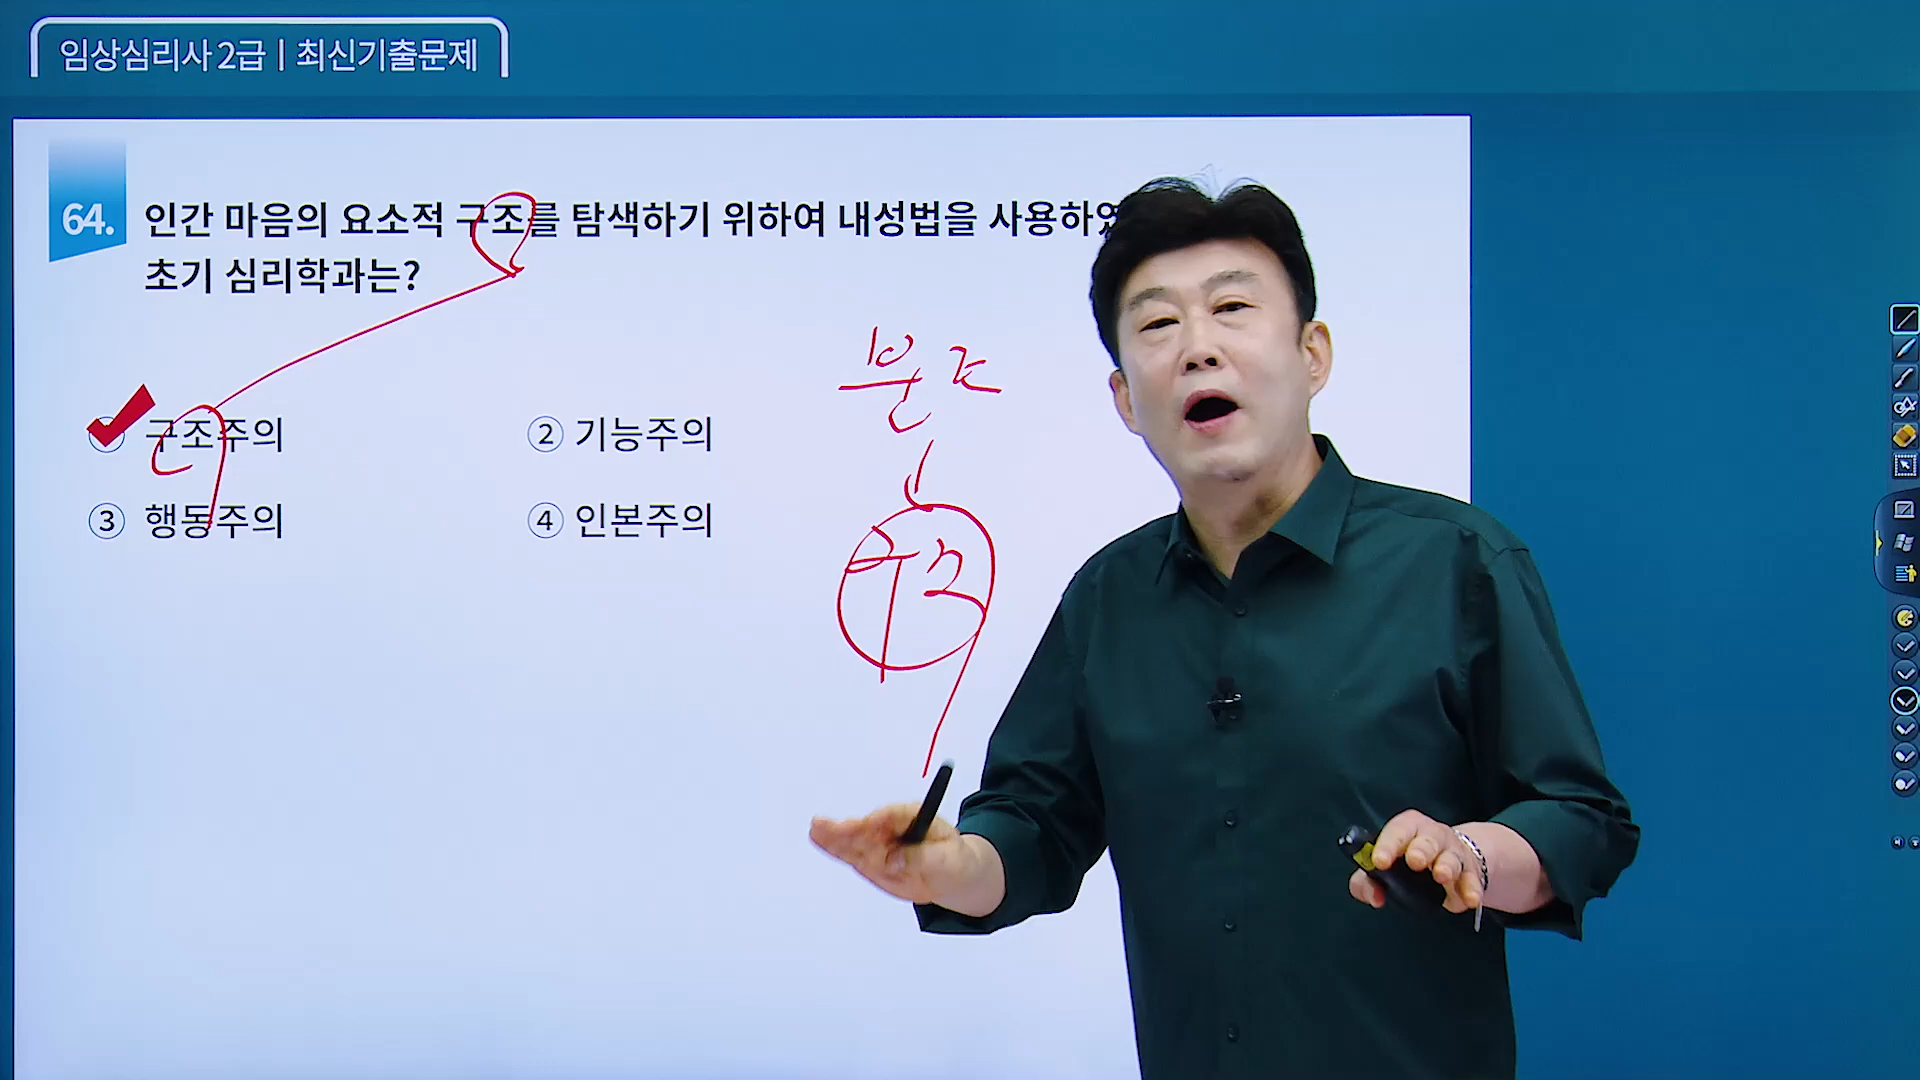 임상심리사 2급 | 최신기출문제
64. 인간 마음의 요소적 구조를 탐색하기 위하여 내성법을 사용하
초기 심리학과는?
구조주의
② 기능주의
③ 행동주의
④ 인본주의
분조
구조